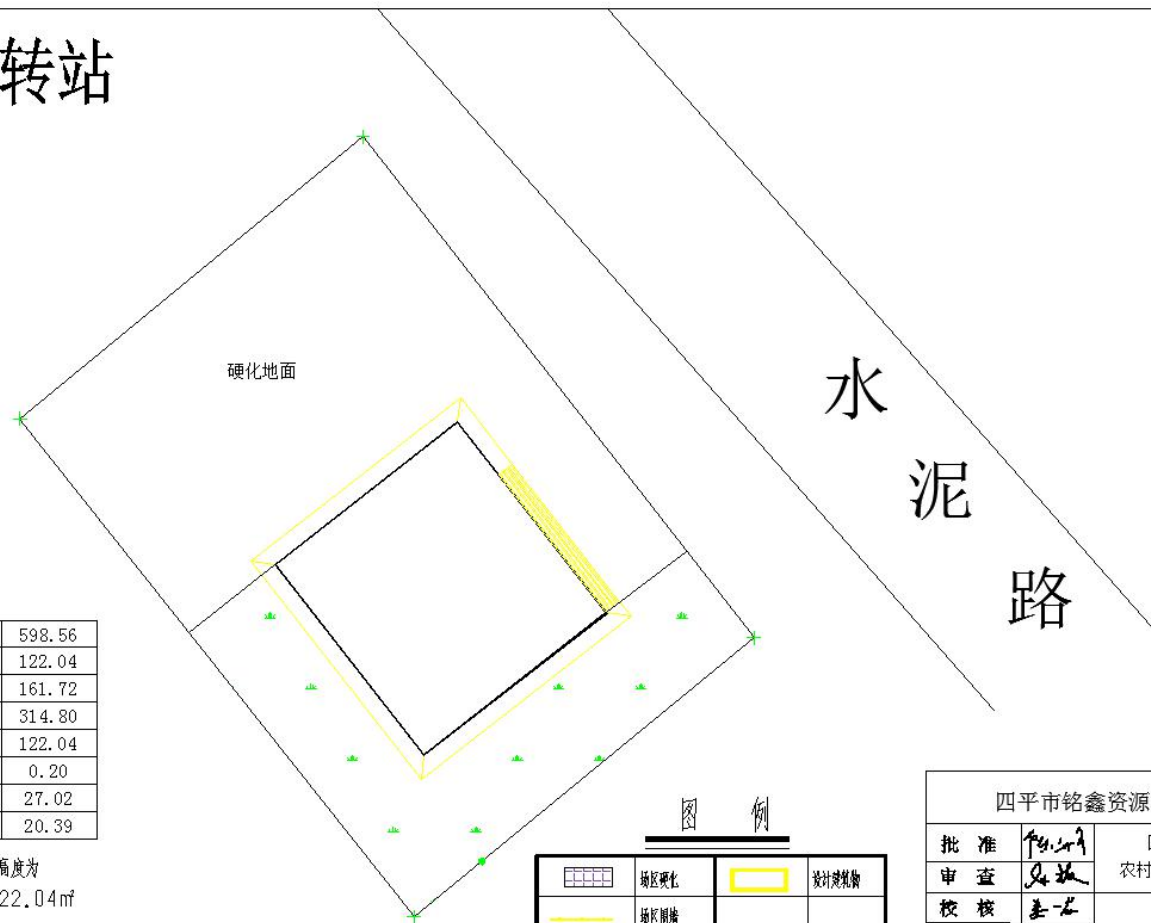 转站
水
泥
路
硬化地面
598.56
122.04
161.72
314.80
122.04
0.20
27.02
20.39
高度为
22.04㎡
图 例
场区硬化
设计建筑物
场区围墙
四平市铭鑫资源
批 准
审 查
农村
校 核